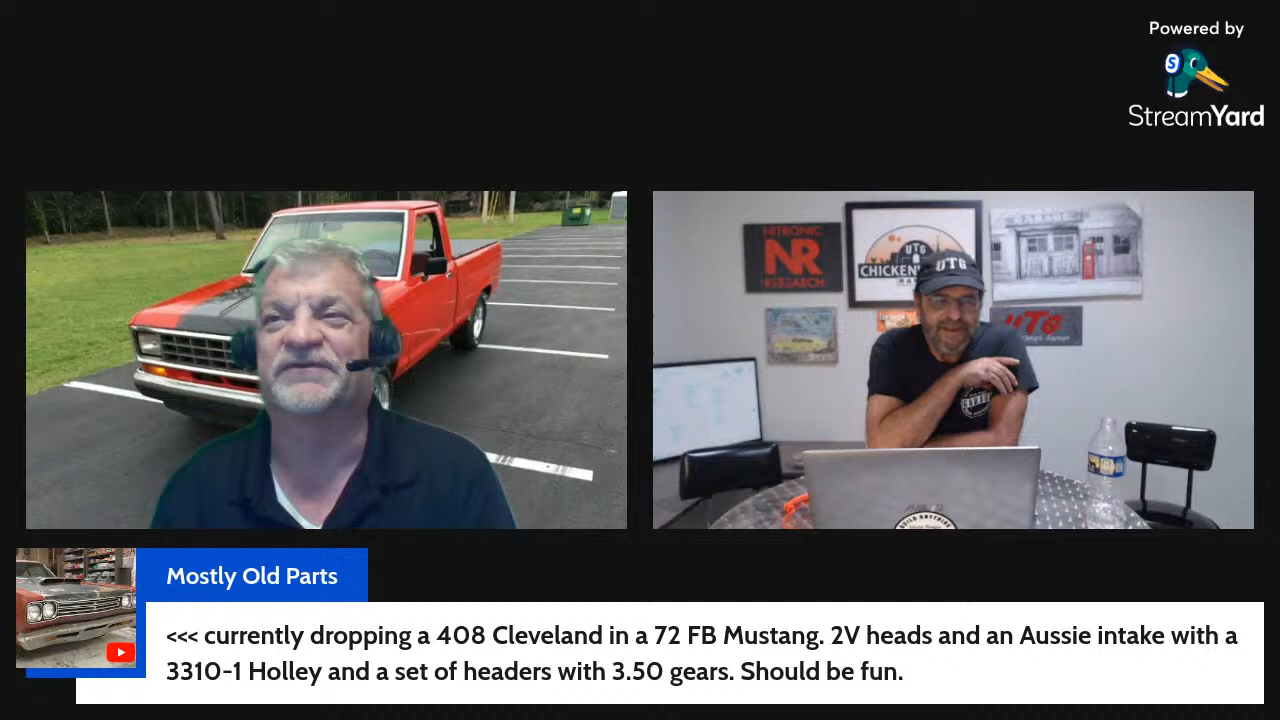 Powered by
S
StreamYard
NITRONIC
NR
RESEARCH
GARAGE
UTG
CHICKEN
UTG
UTG
Mostly Old Parts
<<< currently dropping a 408 Cleveland in a 72 FB Mustang. 2V heads and an Aussie intake with a
3310-1 Holley and a set of headers with 3.50 gears. Should be fun.